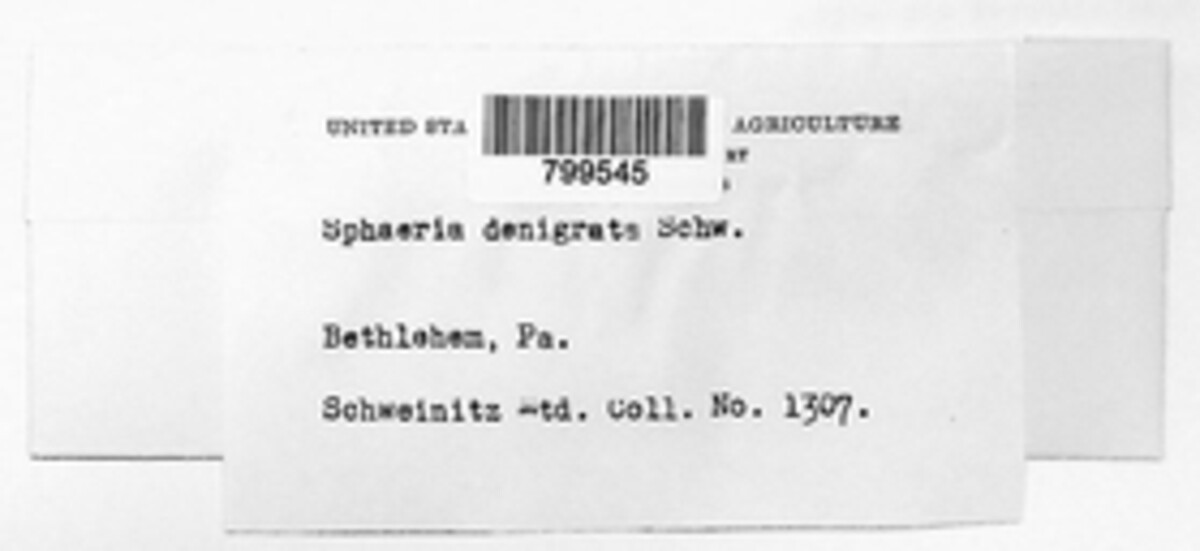 UNITED STA AGRICULTURE
799545
Sphaeria denigrata Schw.
Bethlehem, Pa.
Schweinitz Coll. No. 1307.